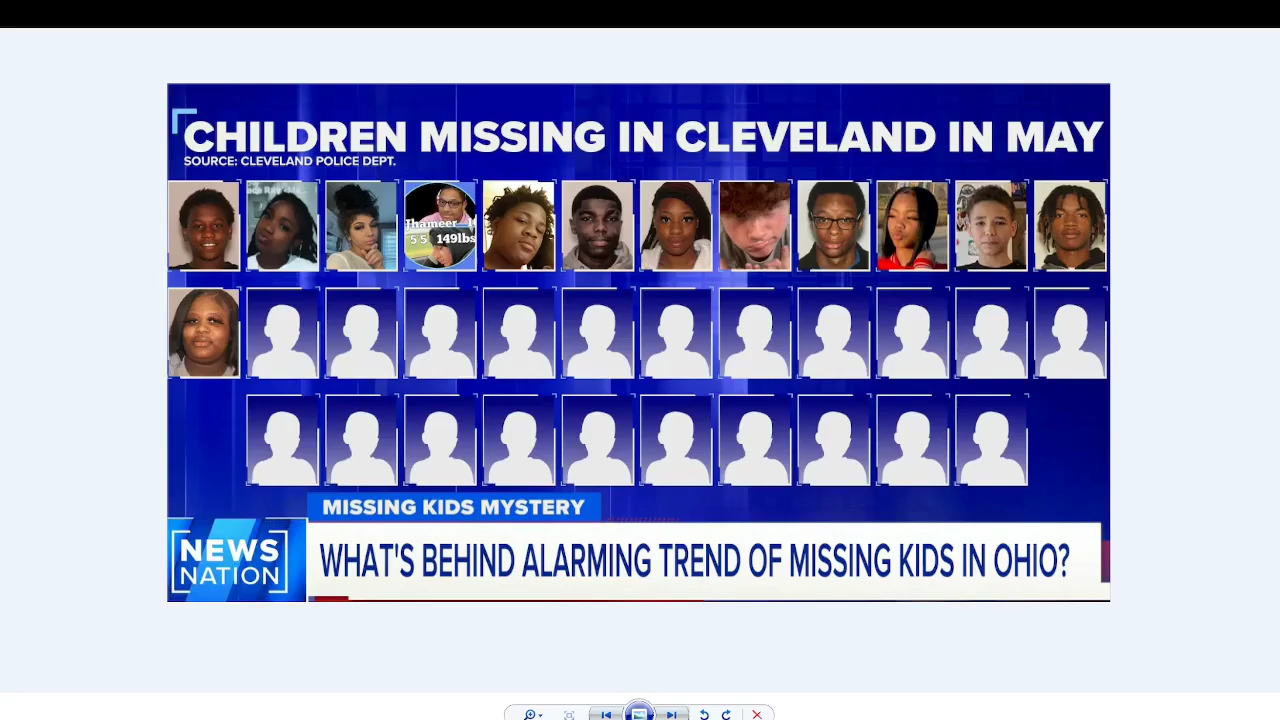 CHILDREN MISSING IN CLEVELAND IN MAY
SOURCE: CLEVELAND POLICE DEPT.
Jhameer
5 5 149lbs
MISSING KIDS MYSTERY
NEWS
NATION
WHAT'S BEHIND ALARMING TREND OF MISSING KIDS IN OHIO?